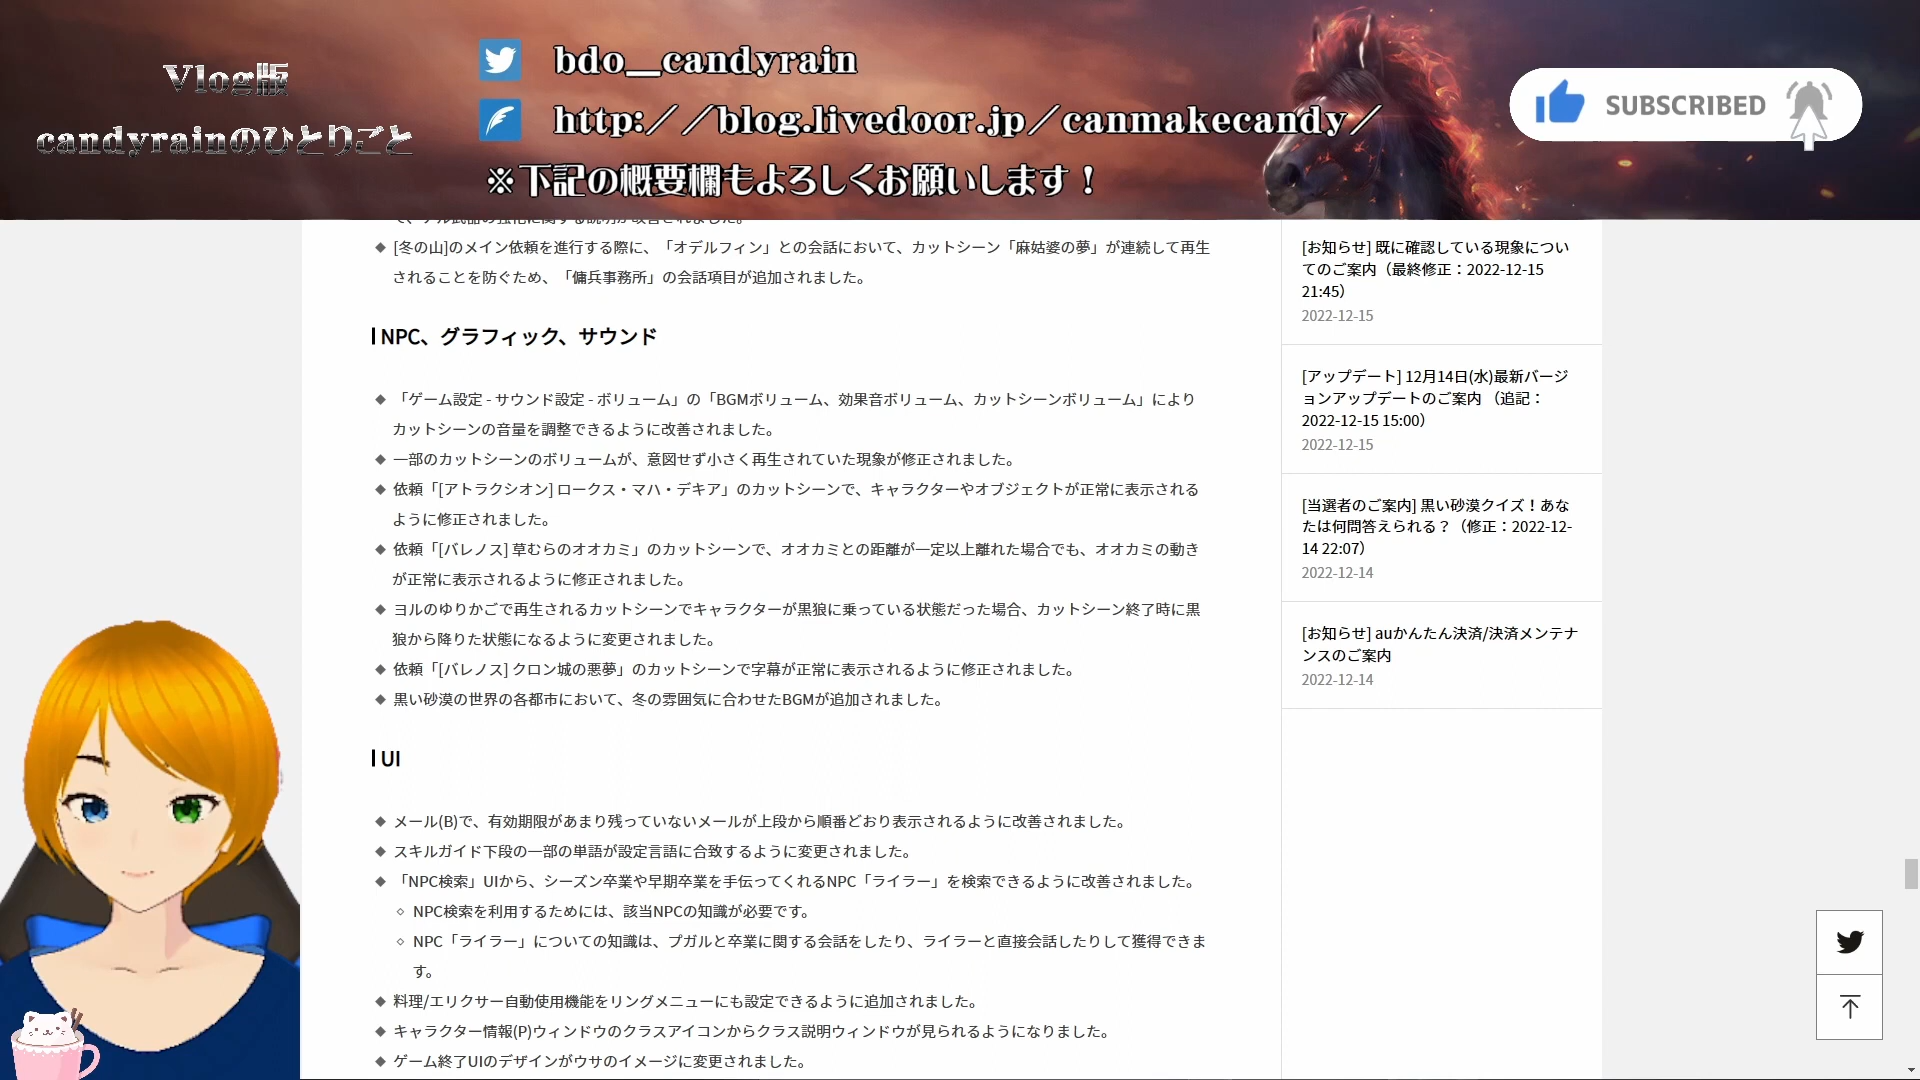 Vlog版
candyrainのひとりごと
bdo__candyrain
http://blog.livedoor.jp/canmakecandy/
※下記の概要欄もよろしくお願いします！
SUBSCRIBED
[冬の山]のメイン依頼を進行する際に、「オデルフィン」との会話において、カットシーン「麻姑婆の夢」が連続して再生
されることを防ぐため、「傭兵事務所」の会話項目が追加されました。
NPC、グラフィック、サウンド
「ゲーム設定 - サウンド設定 - ボリューム」の「BGMボリューム、効果音ボリューム、カットシーンボリューム」により
カットシーンの音量を調整できるように改善されました。
一部のカットシーンのボリュームが、意図せず小さく再生されていた現象が修正されました。
依頼「[アトラクシオン] ロークス・マハ・デキア」のカットシーンで、キャラクターやオブジェクトが正常に表示される
ように修正されました。
依頼「[バレノス] 草むらのオオカミ」のカットシーンで、オオカミとの距離が一定以上離れた場合でも、オオカミの動き
が正常に表示されるように修正されました。
ヨルのゆりかごで再生されるカットシーンでキャラクターが黒狼に乗っている状態だった場合、カットシーン終了時に黒
狼から降りた状態になるように変更されました。
依頼「[バレノス] クロン城の悪夢」のカットシーンで字幕が正常に表示されるように修正されました。
黒い砂漠の世界の各都市において、冬の雰囲気に合わせたBGMが追加されました。
UI
メール(B)で、有効期限があまり残っていないメールが上段から順番どおり表示されるように改善されました。
スキルガイド下段の一部の単語が設定言語に合致するように変更されました。
「NPC検索」UIから、シーズン卒業や早期卒業を手伝ってくれるNPC「ライラー」を検索できるように改善されました。
NPC検索を利用するためには、該当NPCの知識が必要です。
NPC「ライラー」についての知識は、プガルと卒業に関する会話をしたり、ライラーと直接会話したりして獲得できま
す。
料理/エリクサー自動使用機能をリングメニューにも設定できるように追加されました。
キャラクター情報(P)ウィンドウのクラスアイコンからクラス説明ウィンドウが見られるようになりました。
ゲーム終了UIのデザインがウサのイメージに変更されました。
[お知らせ] 既に確認している現象につい
てのご案内（最終修正：2022-12-15
21:45）
2022-12-15
[アップデート] 12月14日(水)最新バージ
ョンアップデートのご案内 （追記：
2022-12-15 15:00）
2022-12-15
[当選者のご案内] 黒い砂漠クイズ！あな
たは何問答えられる？（修正：2022-12-
14 22:07）
2022-12-14
[お知らせ] auかんたん決済/決済メンテナ
ンスのご案内
2022-12-14